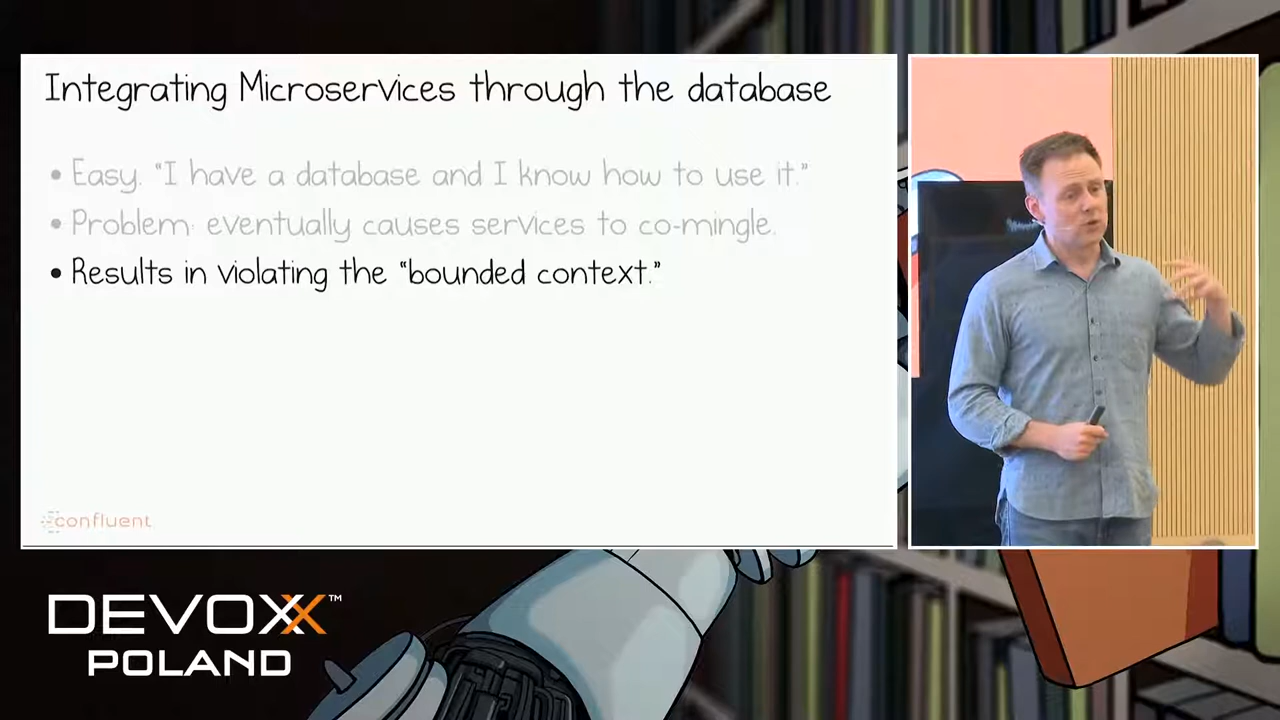 Integrating Microservices through the database
• Easy. “I have a database and I know how to use it.”
• Problem: eventually causes services to co-mingle.
• Results in violating the “bounded context.”
confluent
DEVOXX™
POLAND